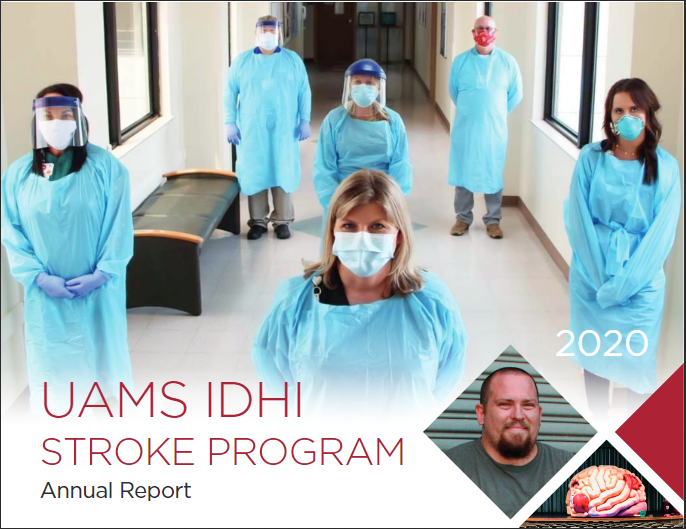 2020
UAMS IDHI
STROKE PROGRAM
Annual Report